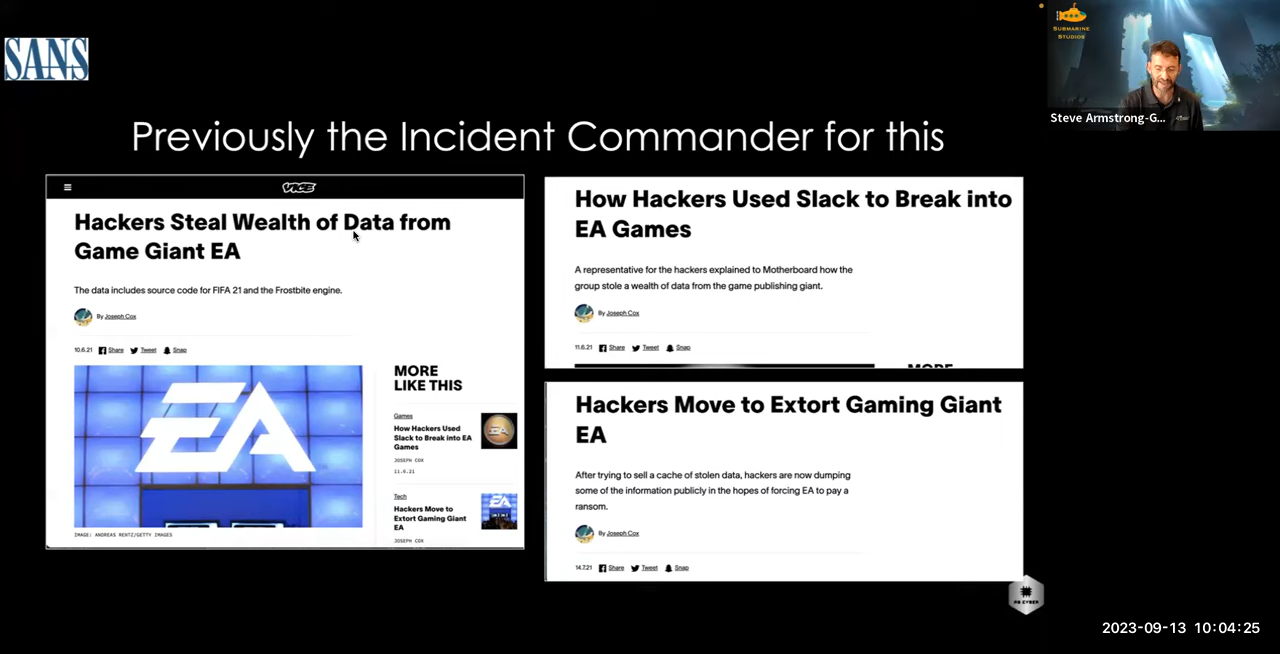 SANS
SUBMARINE
STUDIOS
Steve Armstrong-G...
Previously the Incident Commander for this
VICE
Hackers Steal Wealth of Data from
Game Giant EA
The data includes source code for FIFA 21 and the Frostbite engine.
By Joseph Cox
10.6.21 Share Tweet Snap
EA
IMAGE: ANDREAS RENTZ/GETTY IMAGES
MORE
LIKE THIS
Games
How Hackers Used
Slack to Break into EA
Games
JOSEPH COX
11.6.21
Tech
Hackers Move to
Extort Gaming Giant
EA
JOSEPH COX
EA
How Hackers Used Slack to Break into
EA Games
A representative for the hackers explained to Motherboard how the
group stole a wealth of data from the game publishing giant.
By Joseph Cox
11.6.21 Share Tweet Snap
MORE
Hackers Move to Extort Gaming Giant
EA
After trying to sell a cache of stolen data, hackers are now dumping
some of the information publicly in the hopes of forcing EA to pay a
ransom.
By Joseph Cox
14.7.21 Share Tweet Snap
2023-09-13 10:04:25